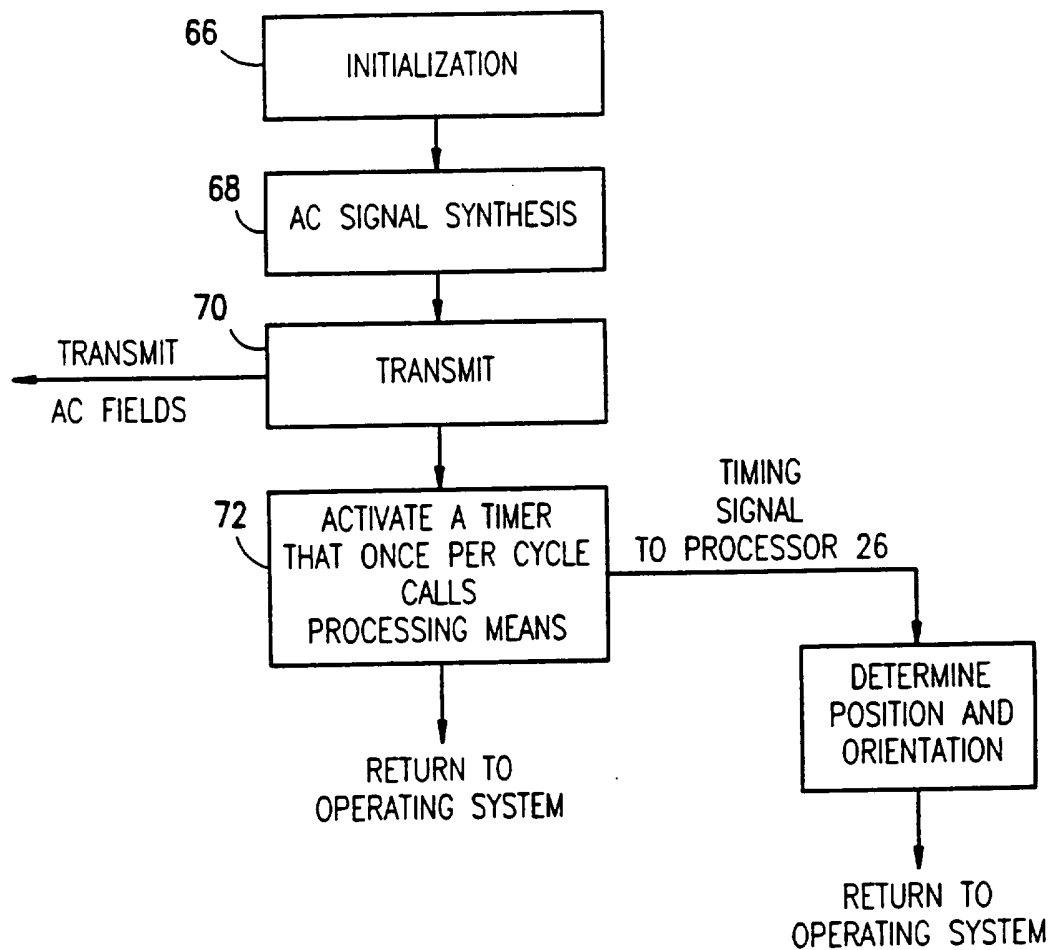 66
INITIALIZATION
68
AC SIGNAL SYNTHESIS
70
TRANSMIT
AC FIELDS
TRANSMIT
72
ACTIVATE A TIMER
THAT ONCE PER CYCLE
CALLS
PROCESSING MEANS
TIMING
SIGNAL
TO PROCESSOR 26
RETURN TO
OPERATING SYSTEM
DETERMINE
POSITION AND
ORIENTATION
RETURN TO
OPERATING SYSTEM